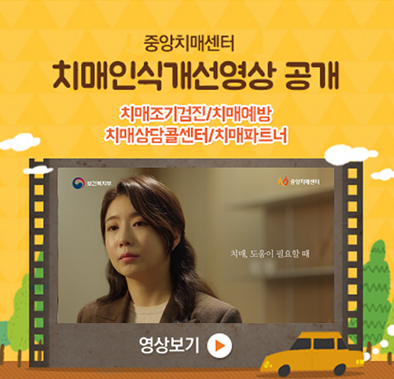 중앙치매센터
치매인식개선영상 공개
치매조기검진/치매예방
치매상담콜센터/치매파트너
보건복지부
중앙치매센터
치매, 도움이 필요할 때
영상보기